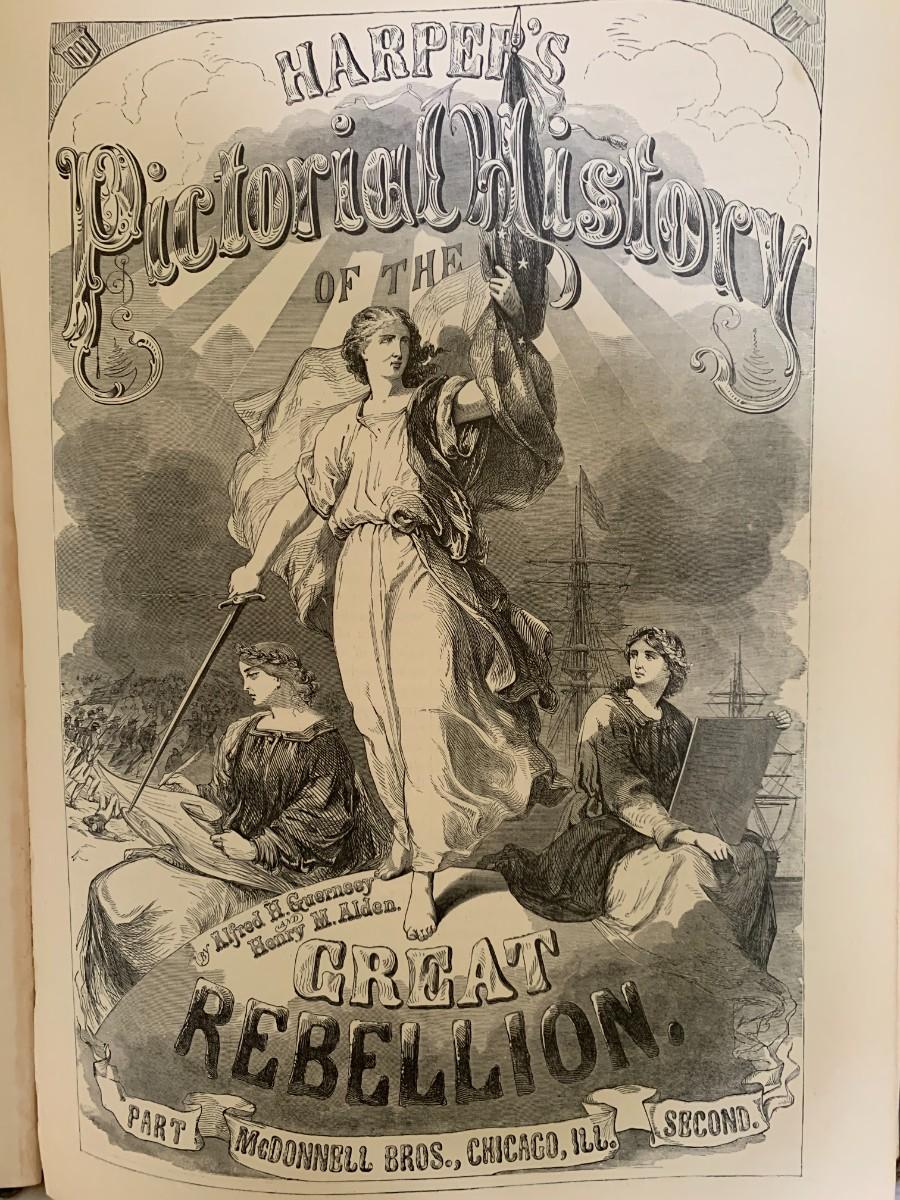 HARPER'S
Pictorial History
OF THE
BY Alfred H. Guernsey
AND
Henry M. Alden.
GREAT
REBELLION.
PART SECOND.
McDONNELL BROS., CHICAGO, ILL.